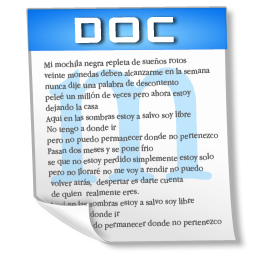 DOC
Mi mochila negra repleta de sueños rotos
veinte monedas deben alcanzarme en la semana
nunca dije una palabra de descontento
peleé un millón de veces pero ahora estoy
dejando la casa
Aquí en las sombras estoy a salvo soy libre
No tengo a donde ir
pero no puedo permanecer donde no pertenezco
Pasan dos meses y se pone frío
se que no estoy perdido simplemente estoy solo
pero no lloraré no me voy a rendir no puedo
volver atrás, despertar es darte cuenta
de quien realmente eres.
en las sombras estoy a salvo soy libre
donde ir
do permanecer donde no pertenezco